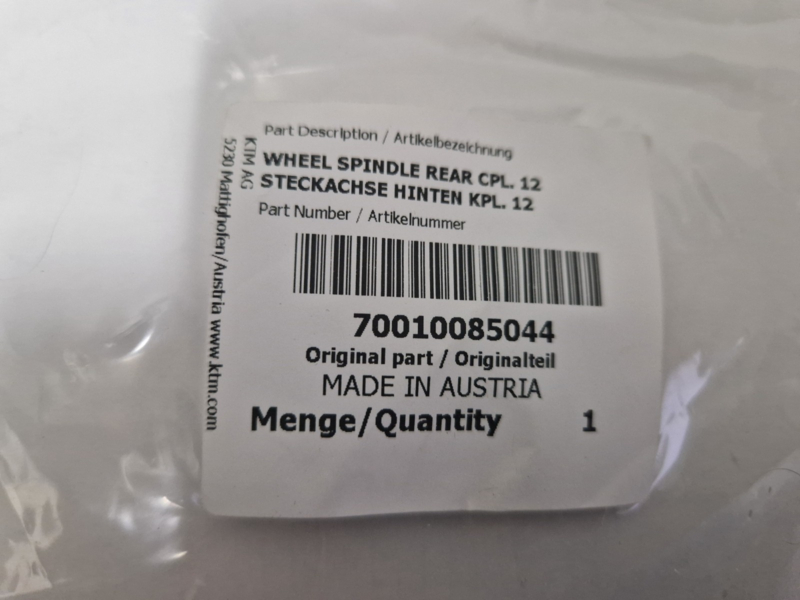 Part Description / Artikelbezeichnung
WHEEL SPINDLE REAR CPL. 12
STECKACHSE HINTEN KPL. 12
Part Number / Artikelnummer
70010085044
Original part / Originalteil
MADE IN AUSTRIA
Menge/Quantity 1
KTM AG
5230 Mattighofen/Austria www.ktm.com